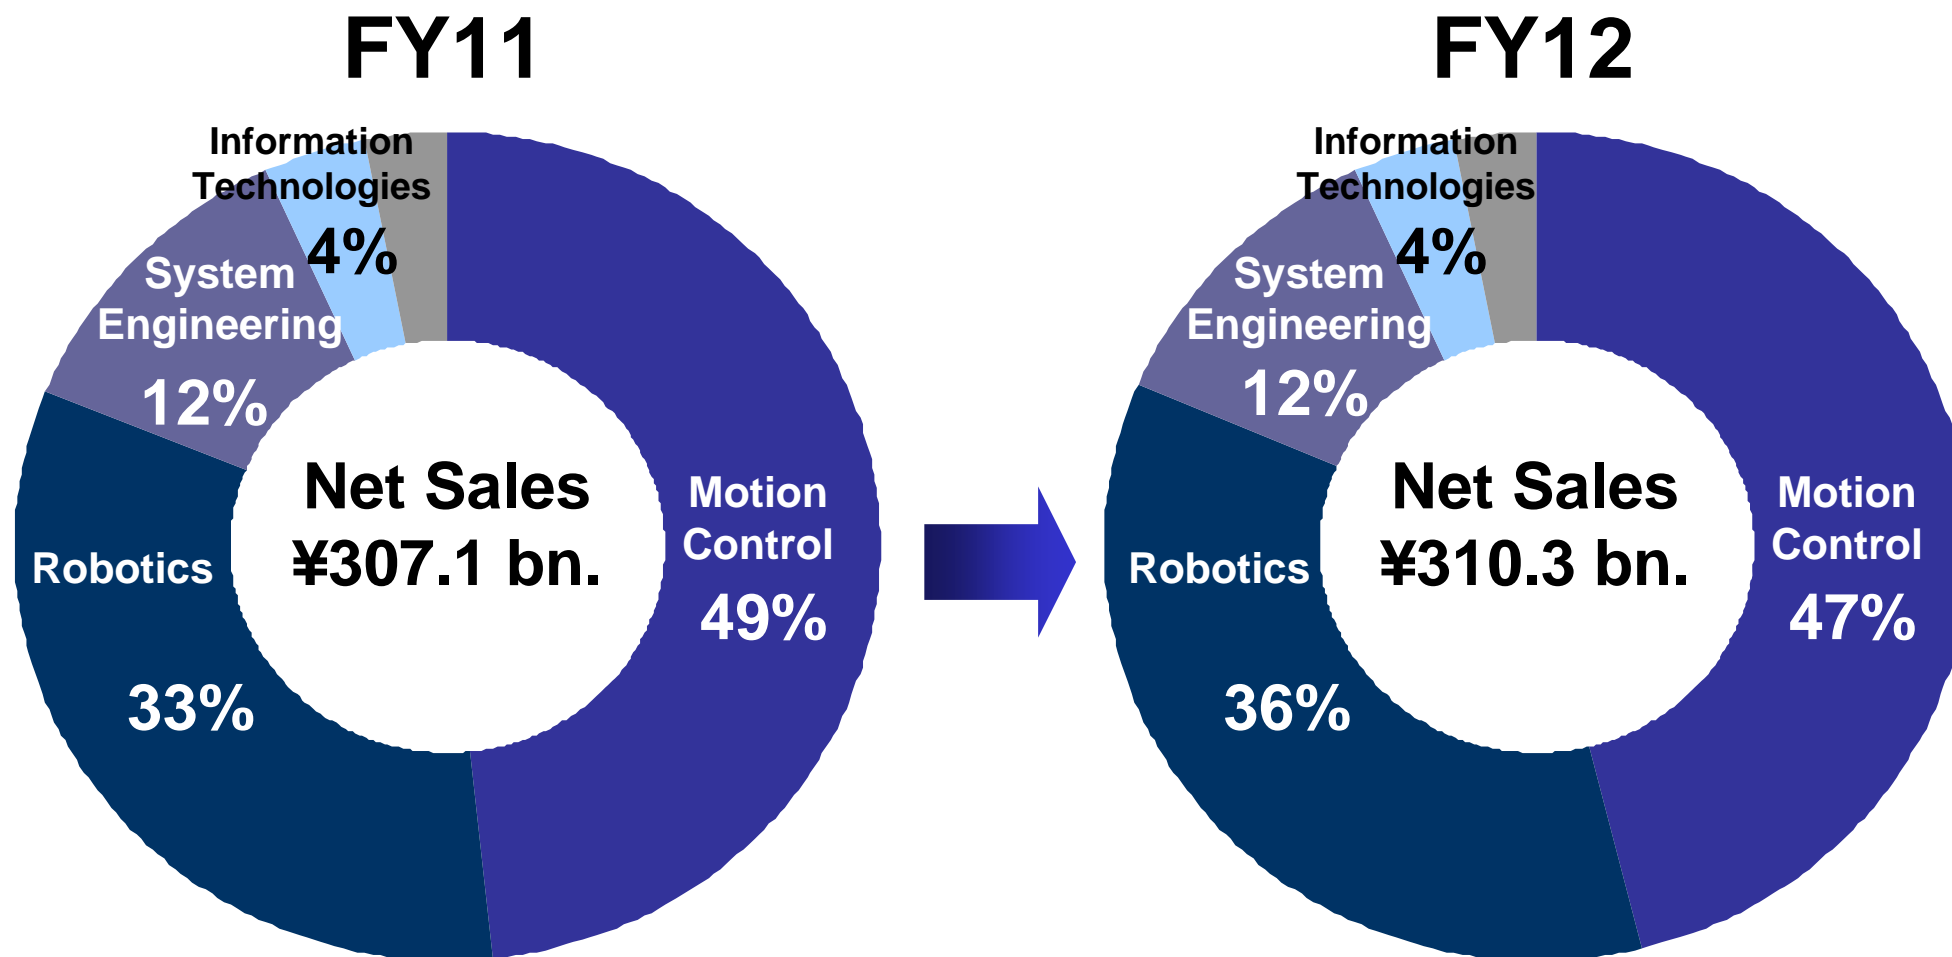 FY11
Information
Technologies
4%
System
Engineering
12%
Robotics
33%
Net Sales
¥307.1 bn.
Motion
Control
49%
FY12
Information
Technologies
4%
System
Engineering
12%
Robotics
36%
Net Sales
¥310.3 bn.
Motion
Control
47%